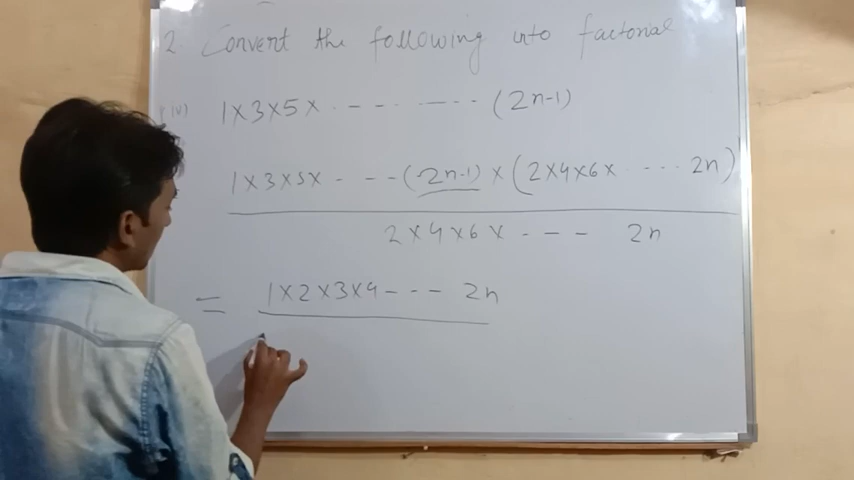 2 Convert the following into factorial
(iv) 1×3×5× - - - - - - - (2n-1)
1×3×5× - - - (2n-1) × (2×4×6× - - - 2n)
2×4×6× - - - 2n
= 1×2×3×4 - - - 2n